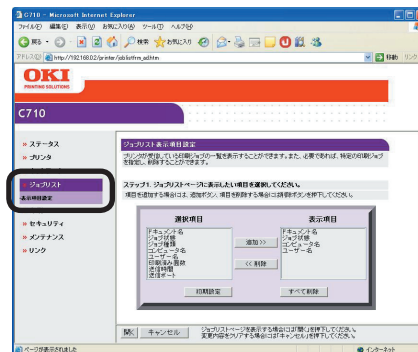 C710 - Microsoft Internet Explorer
ファイル(F) 編集(E) 表示(V) お気に入り(A) ツール(T) ヘルプ(H)
戻る 検索 お気に入り
アドレス(D) http://192.168.0.2/printer/joblistfrm_ad.htm 移動 リンク
OKI
PRINTING SOLUTIONS
C710
» ステータス
» プリンタ
» ジョブリスト
表示項目設定
» セキュリティ
» メンテナンス
» リンク
ジョブリスト表示項目設定
プリンタが受信している印刷ジョブの一覧を表示することができます。また、必要であれば、特定の印刷ジョブを指定し、削除することができます。
ステップ1. ジョブリストページに表示したい項目を選択してください。
項目を追加する場合には、追加ボタン、項目を削除する場合には削除ボタンを押下してください。
選択項目 表示項目
ドキュメント名
ジョブ状態
ジョブ種類
コンピュータ名
ユーザー名
印刷済み面数
送信時間
送信ポート
追加 >>
<< 削除
ドキュメント名
ジョブ状態
コンピュータ名
ユーザー名
初期設定 すべて削除
開く キャンセル
ジョブリストページを表示する場合には「開く」を押下してください。
変更内容をクリアする場合には「キャンセル」を押下してください。
ページが表示されました インターネット